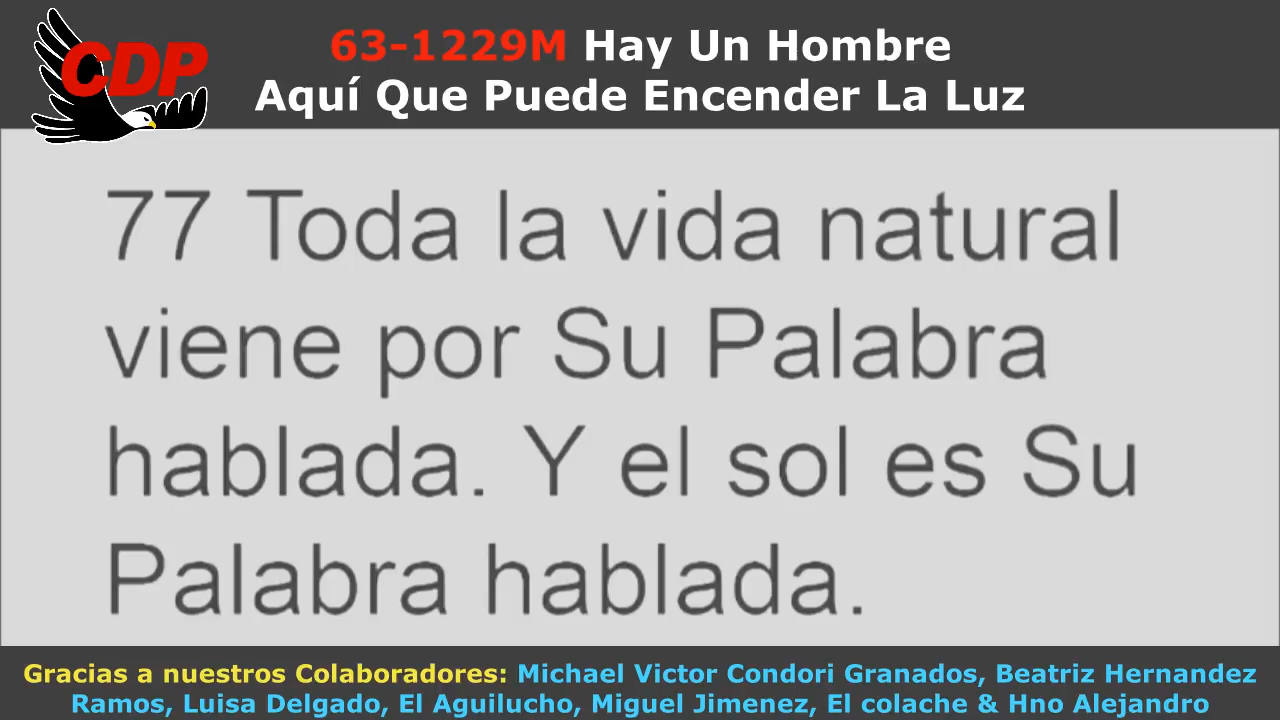 CDP
63-1229M Hay Un Hombre
Aquí Que Puede Encender La Luz
77 Toda la vida natural
viene por Su Palabra
hablada. Y el sol es Su
Palabra hablada.
Gracias a nuestros Colaboradores: Michael Victor Condori Granados, Beatriz Hernandez
Ramos, Luisa Delgado, El Aguilucho, Miguel Jimenez, El colache & Hno Alejandro